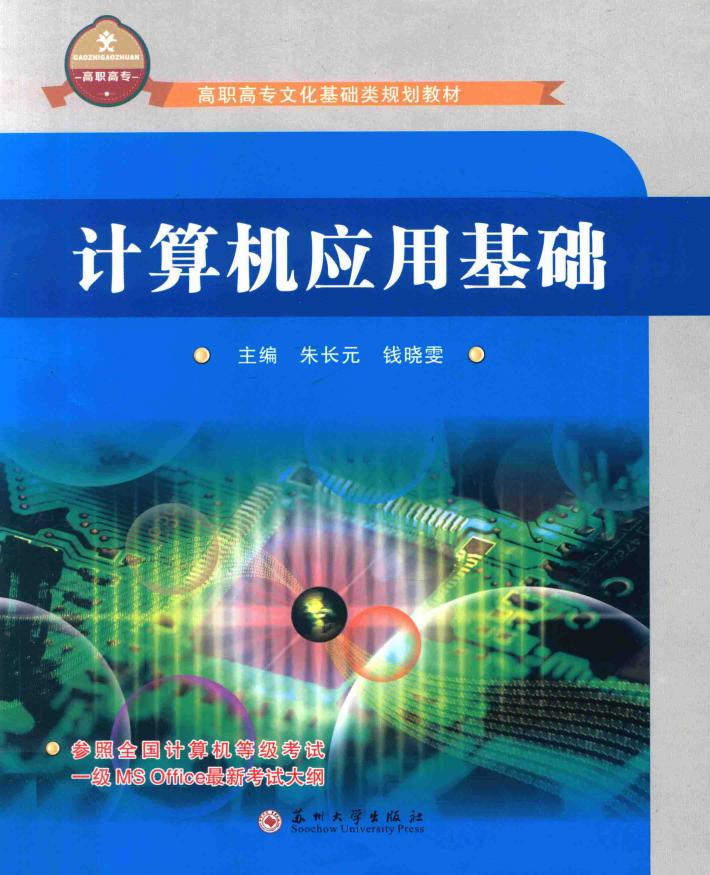 GAOZHIGAOZHUAN
高职高专
高职高专文化基础类规划教材
计算机应用基础
主编 朱长元 钱晓雯
参照全国计算机等级考试
一级MS Office最新考试大纲
苏州大学出版社
Soochow University Press